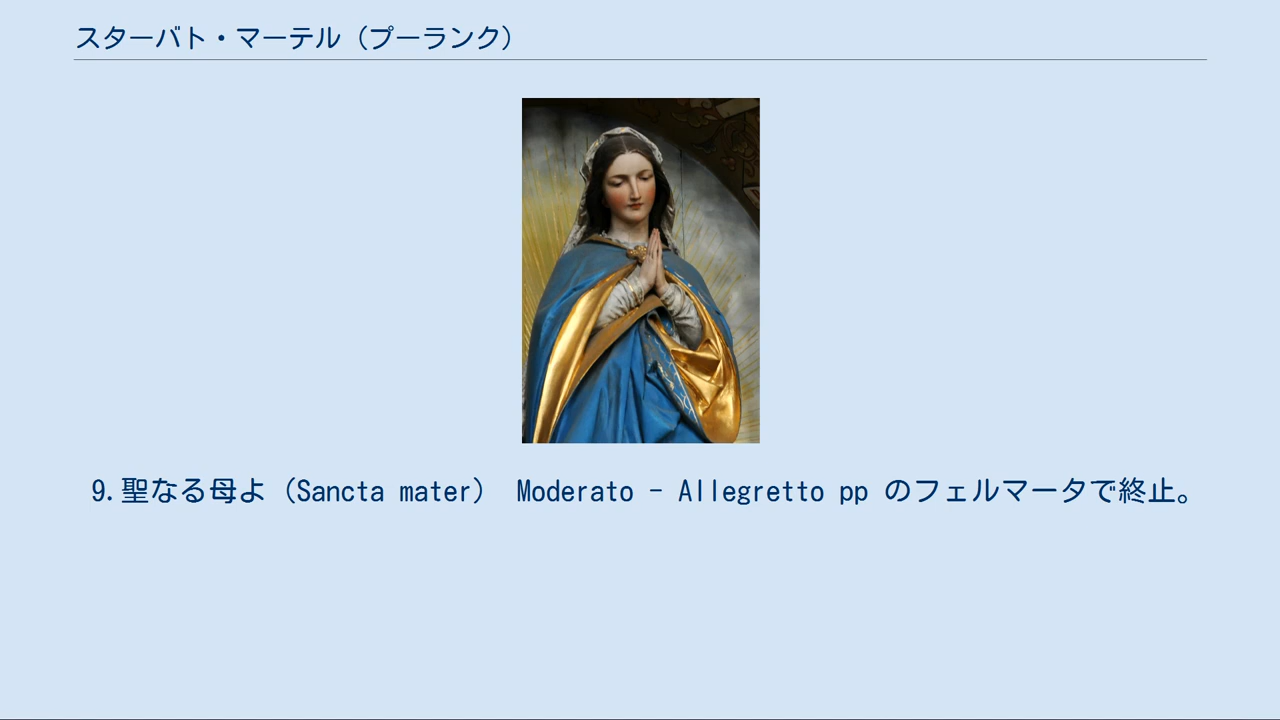 スターバト・マーテル（プーランク）
9.聖なる母よ（Sancta mater） Moderato – Allegretto pp のフェルマータで終止。